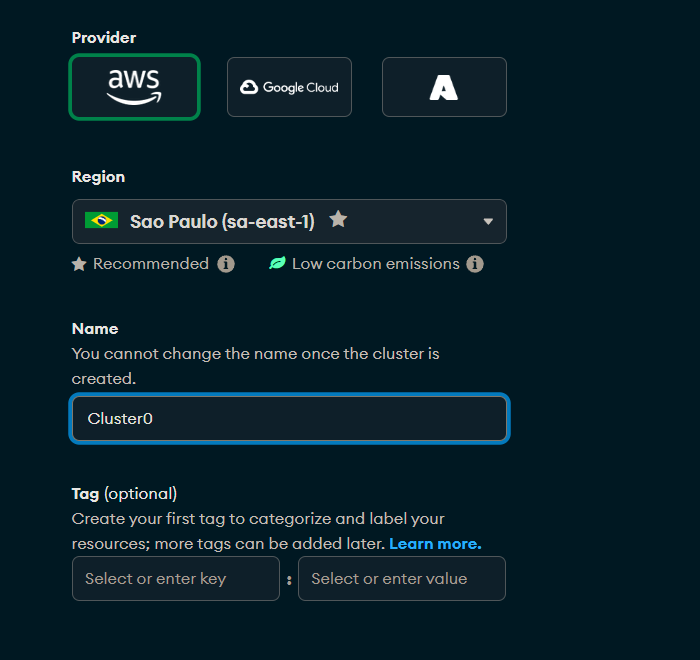 Provider
aws
Google Cloud
Region
Sao Paulo (sa-east-1)
Recommended
Low carbon emissions
Name
You cannot change the name once the cluster is
created.
Cluster0
Tag (optional)
Create your first tag to categorize and label your
resources; more tags can be added later. Learn more.
Select or enter key : Select or enter value